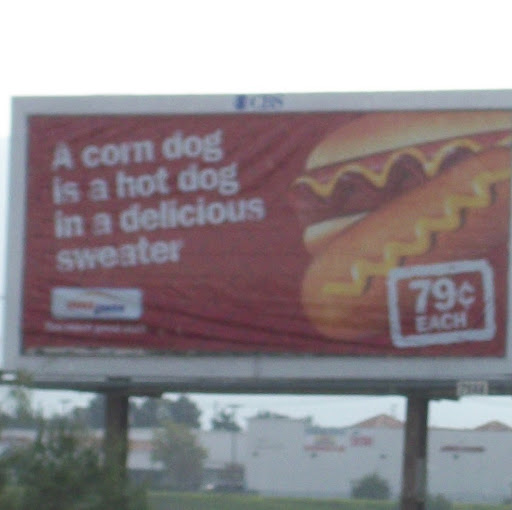 CBS
A corn dog
is a hot dog
in a delicious
sweater
79¢
EACH